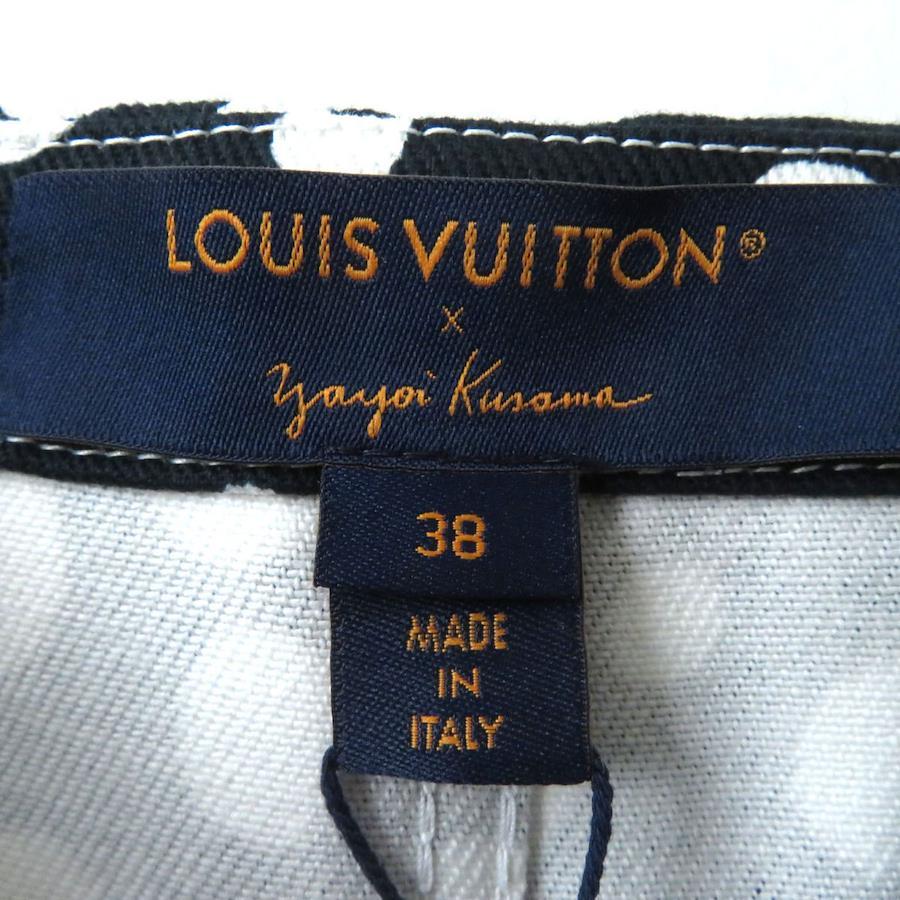 LOUIS VUITTON®
×
Yayoi Kusama
38
MADE
IN
ITALY